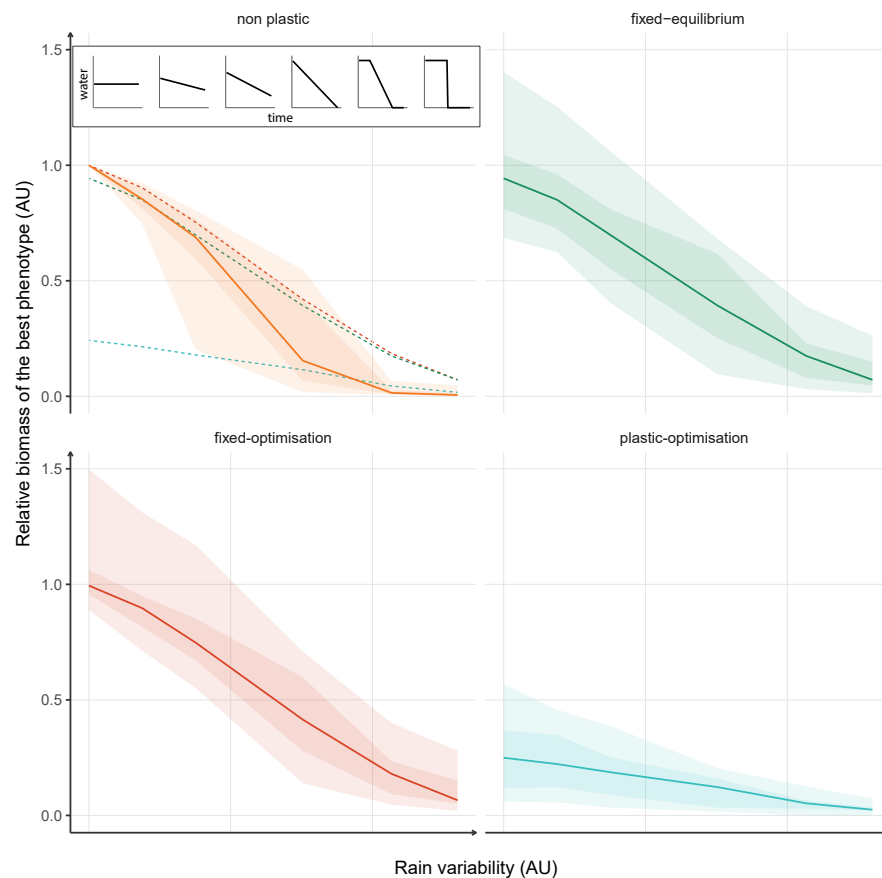 non plastic
fixed−equilibrium
1.5
water
time
1.0
0.5
0.0
fixed-optimisation
plastic-optimisation
1.5
1.0
0.5
0.0
Relative biomass of the best phenotype (AU)
Rain variability (AU)